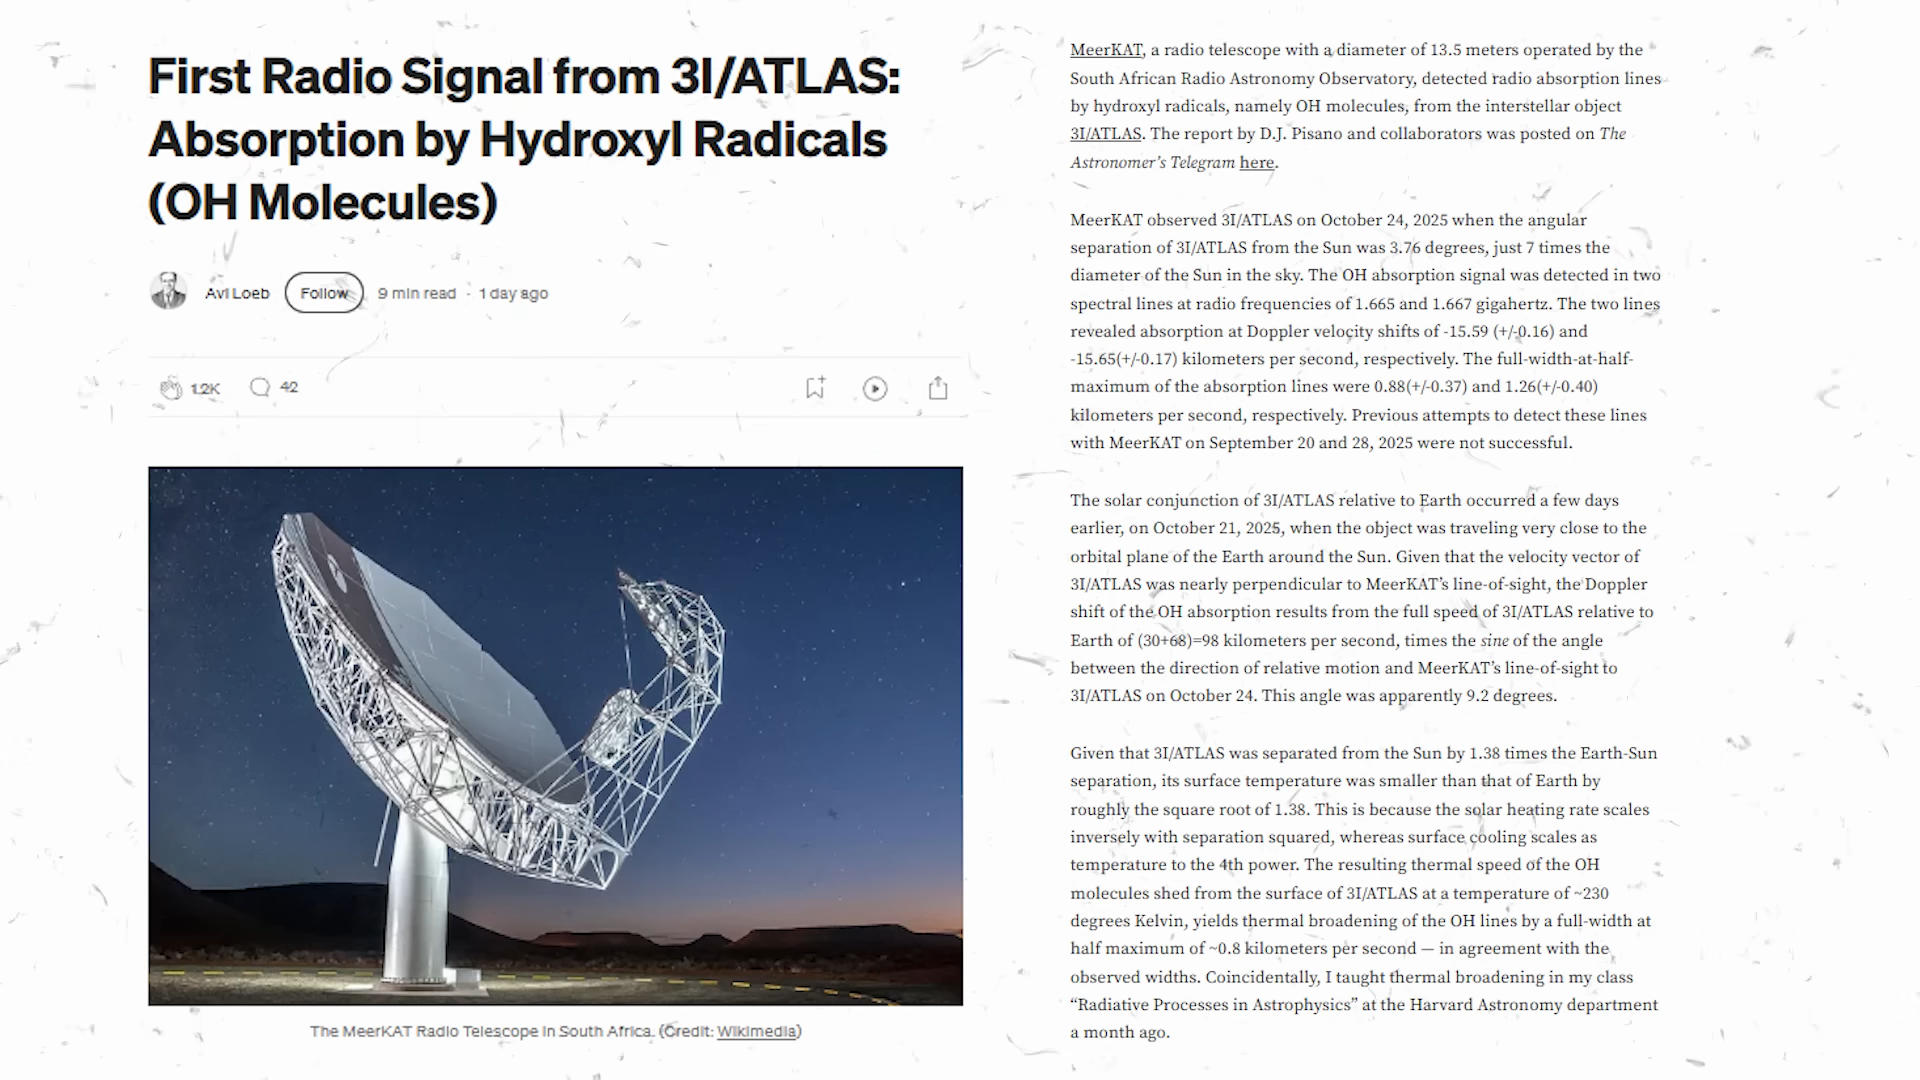 First Radio Signal from 3I/ATLAS:
Absorption by Hydroxyl Radicals
(OH Molecules)
Avi Loeb
Follow
9 min read · 1 day ago
1.2K
42
The MeerKAT Radio Telescope in South Africa. (Credit: Wikimedia)
MeerKAT, a radio telescope with a diameter of 13.5 meters operated by the
South African Radio Astronomy Observatory, detected radio absorption lines
by hydroxyl radicals, namely OH molecules, from the interstellar object
3I/ATLAS. The report by D.J. Pisano and collaborators was posted on The
Astronomer's Telegram here.
MeerKAT observed 3I/ATLAS on October 24, 2025 when the angular
separation of 3I/ATLAS from the Sun was 3.76 degrees, just 7 times the
diameter of the Sun in the sky. The OH absorption signal was detected in two
spectral lines at radio frequencies of 1.665 and 1.667 gigahertz. The two lines
revealed absorption at Doppler velocity shifts of -15.59 (+/-0.16) and
-15.65(+/-0.17) kilometers per second, respectively. The full-width-at-half-
maximum of the absorption lines were 0.88(+/-0.37) and 1.26(+/-0.40)
kilometers per second, respectively. Previous attempts to detect these lines
with MeerKAT on September 20 and 28, 2025 were not successful.
The solar conjunction of 3I/ATLAS relative to Earth occurred a few days
earlier, on October 21, 2025, when the object was traveling very close to the
orbital plane of the Earth around the Sun. Given that the velocity vector of
3I/ATLAS was nearly perpendicular to MeerKAT's line-of-sight, the Doppler
shift of the OH absorption results from the full speed of 3I/ATLAS relative to
Earth of (30+68)=98 kilometers per second, times the sine of the angle
between the direction of relative motion and MeerKAT's line-of-sight to
3I/ATLAS on October 24. This angle was apparently 9.2 degrees.
Given that 3I/ATLAS was separated from the Sun by 1.38 times the Earth-Sun
separation, its surface temperature was smaller than that of Earth by
roughly the square root of 1.38. This is because the solar heating rate scales
inversely with separation squared, whereas surface cooling scales as
temperature to the 4th power. The resulting thermal speed of the OH
molecules shed from the surface of 3I/ATLAS at a temperature of ~230
degrees Kelvin, yields thermal broadening of the OH lines by a full-width at
half maximum of ~0.8 kilometers per second — in agreement with the
observed widths. Coincidentally, I taught thermal broadening in my class
"Radiative Processes in Astrophysics" at the Harvard Astronomy department
a month ago.